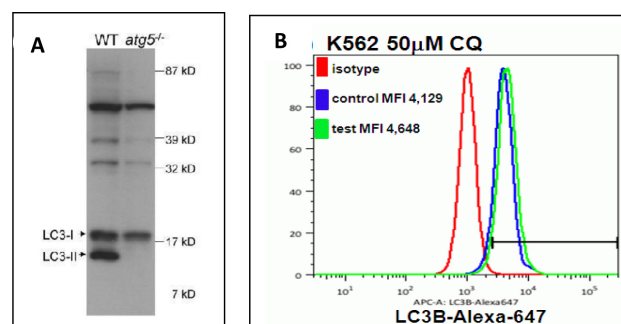 A
WT atg5-/-
87 kD
39 kD
32 kD
LC3-I
17 kD
LC3-II
7 kD
B
K562 50μM CQ
isotype
control MFI 4,129
test MFI 4,648
100
80
60
40
20
0
10¹ 10² 10³ 10⁴ 10⁵
APC-A: LC3B-Alexa647
LC3B-Alexa-647